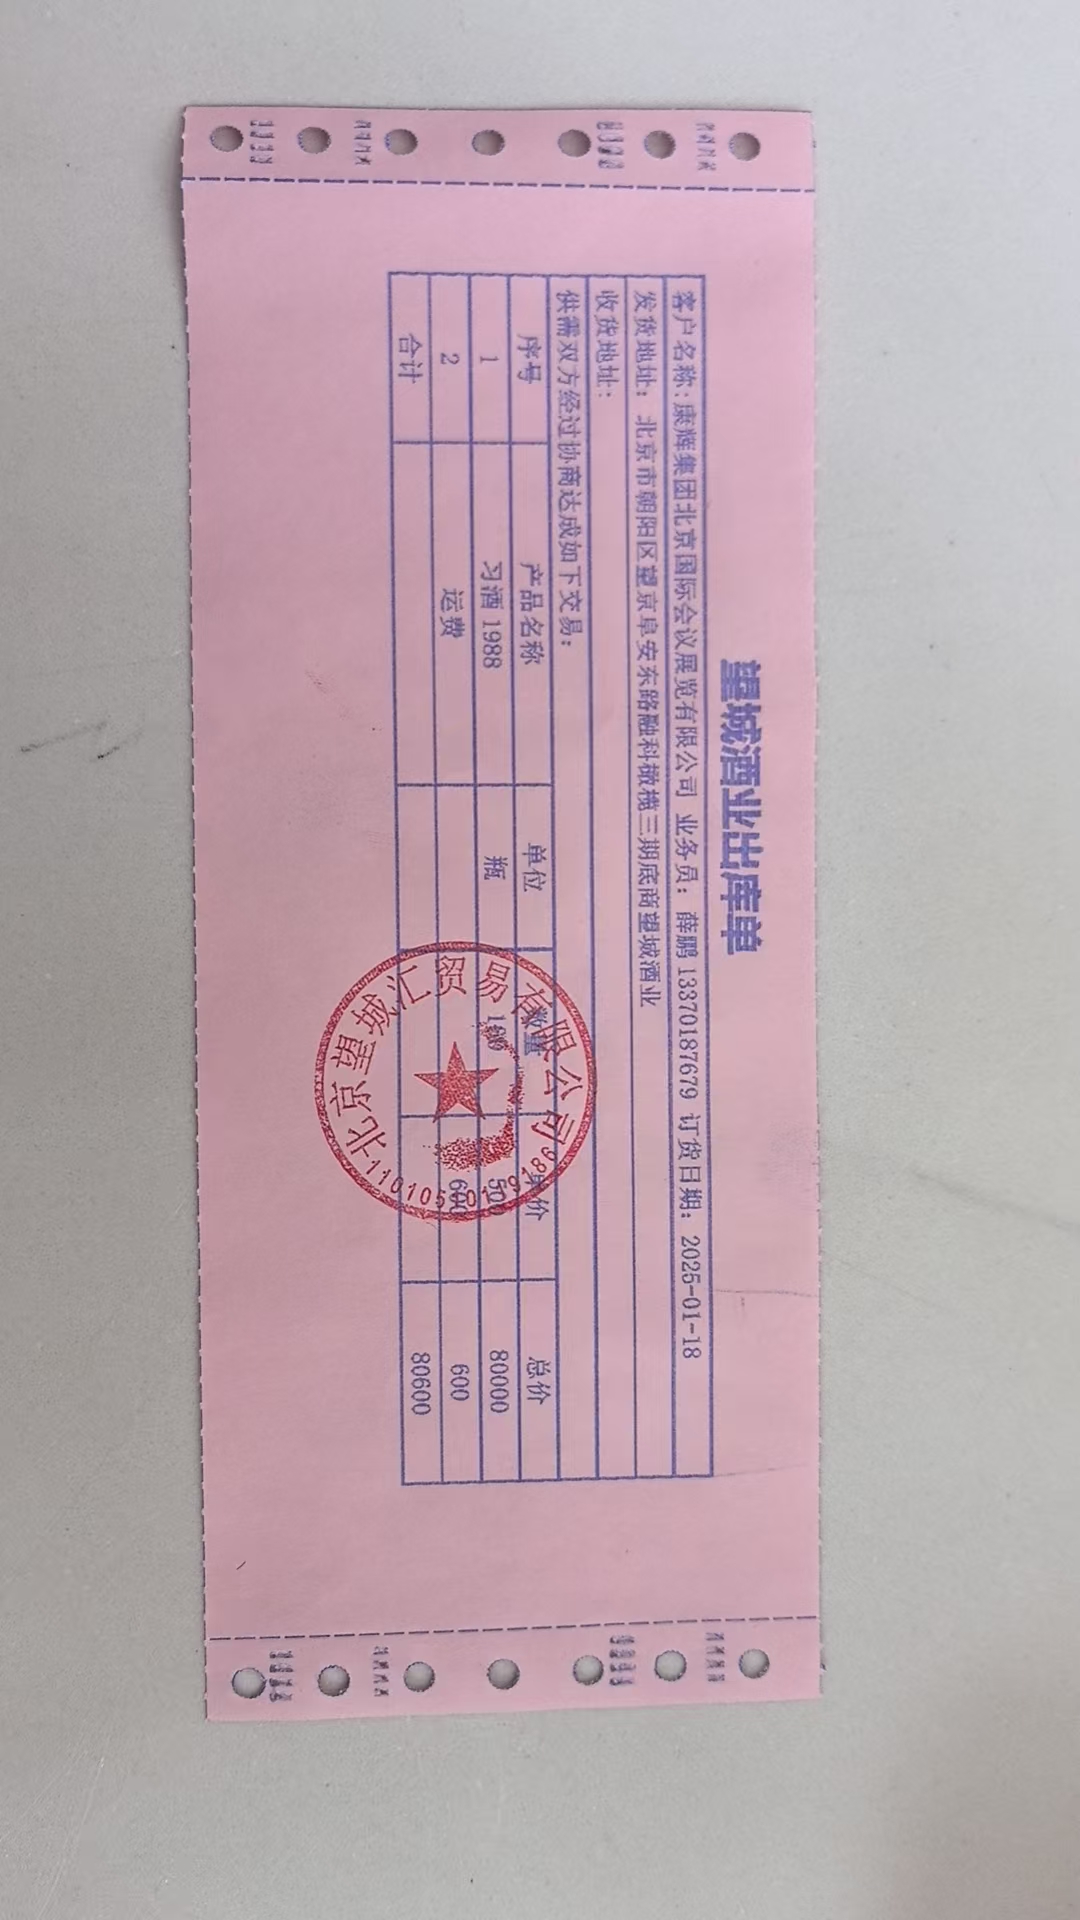 望城酒业出库单
客户名称:康辉集团北京国际会议展览有限公司 业务员: 薛鹏 13370187679 订货日期: 2025-01-18
发货地址: 北京市朝阳区望京阜安东路融科橄榄三期底商望城酒业
收货地址:
供需双方经过协商达成如下交易:
序号 产品名称 单位 数量 单价 总价
1 习酒 1988 瓶 80000
2 运费 600 600
合计 80600
北京望城汇贸易有限公司